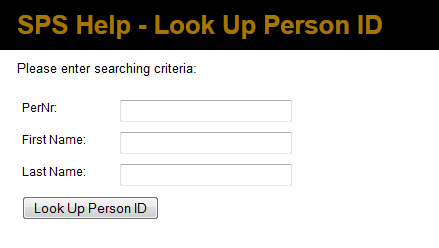 SPS Help - Look Up Person ID
Please enter searching criteria:
PerNr:
First Name:
Last Name:
Look Up Person ID